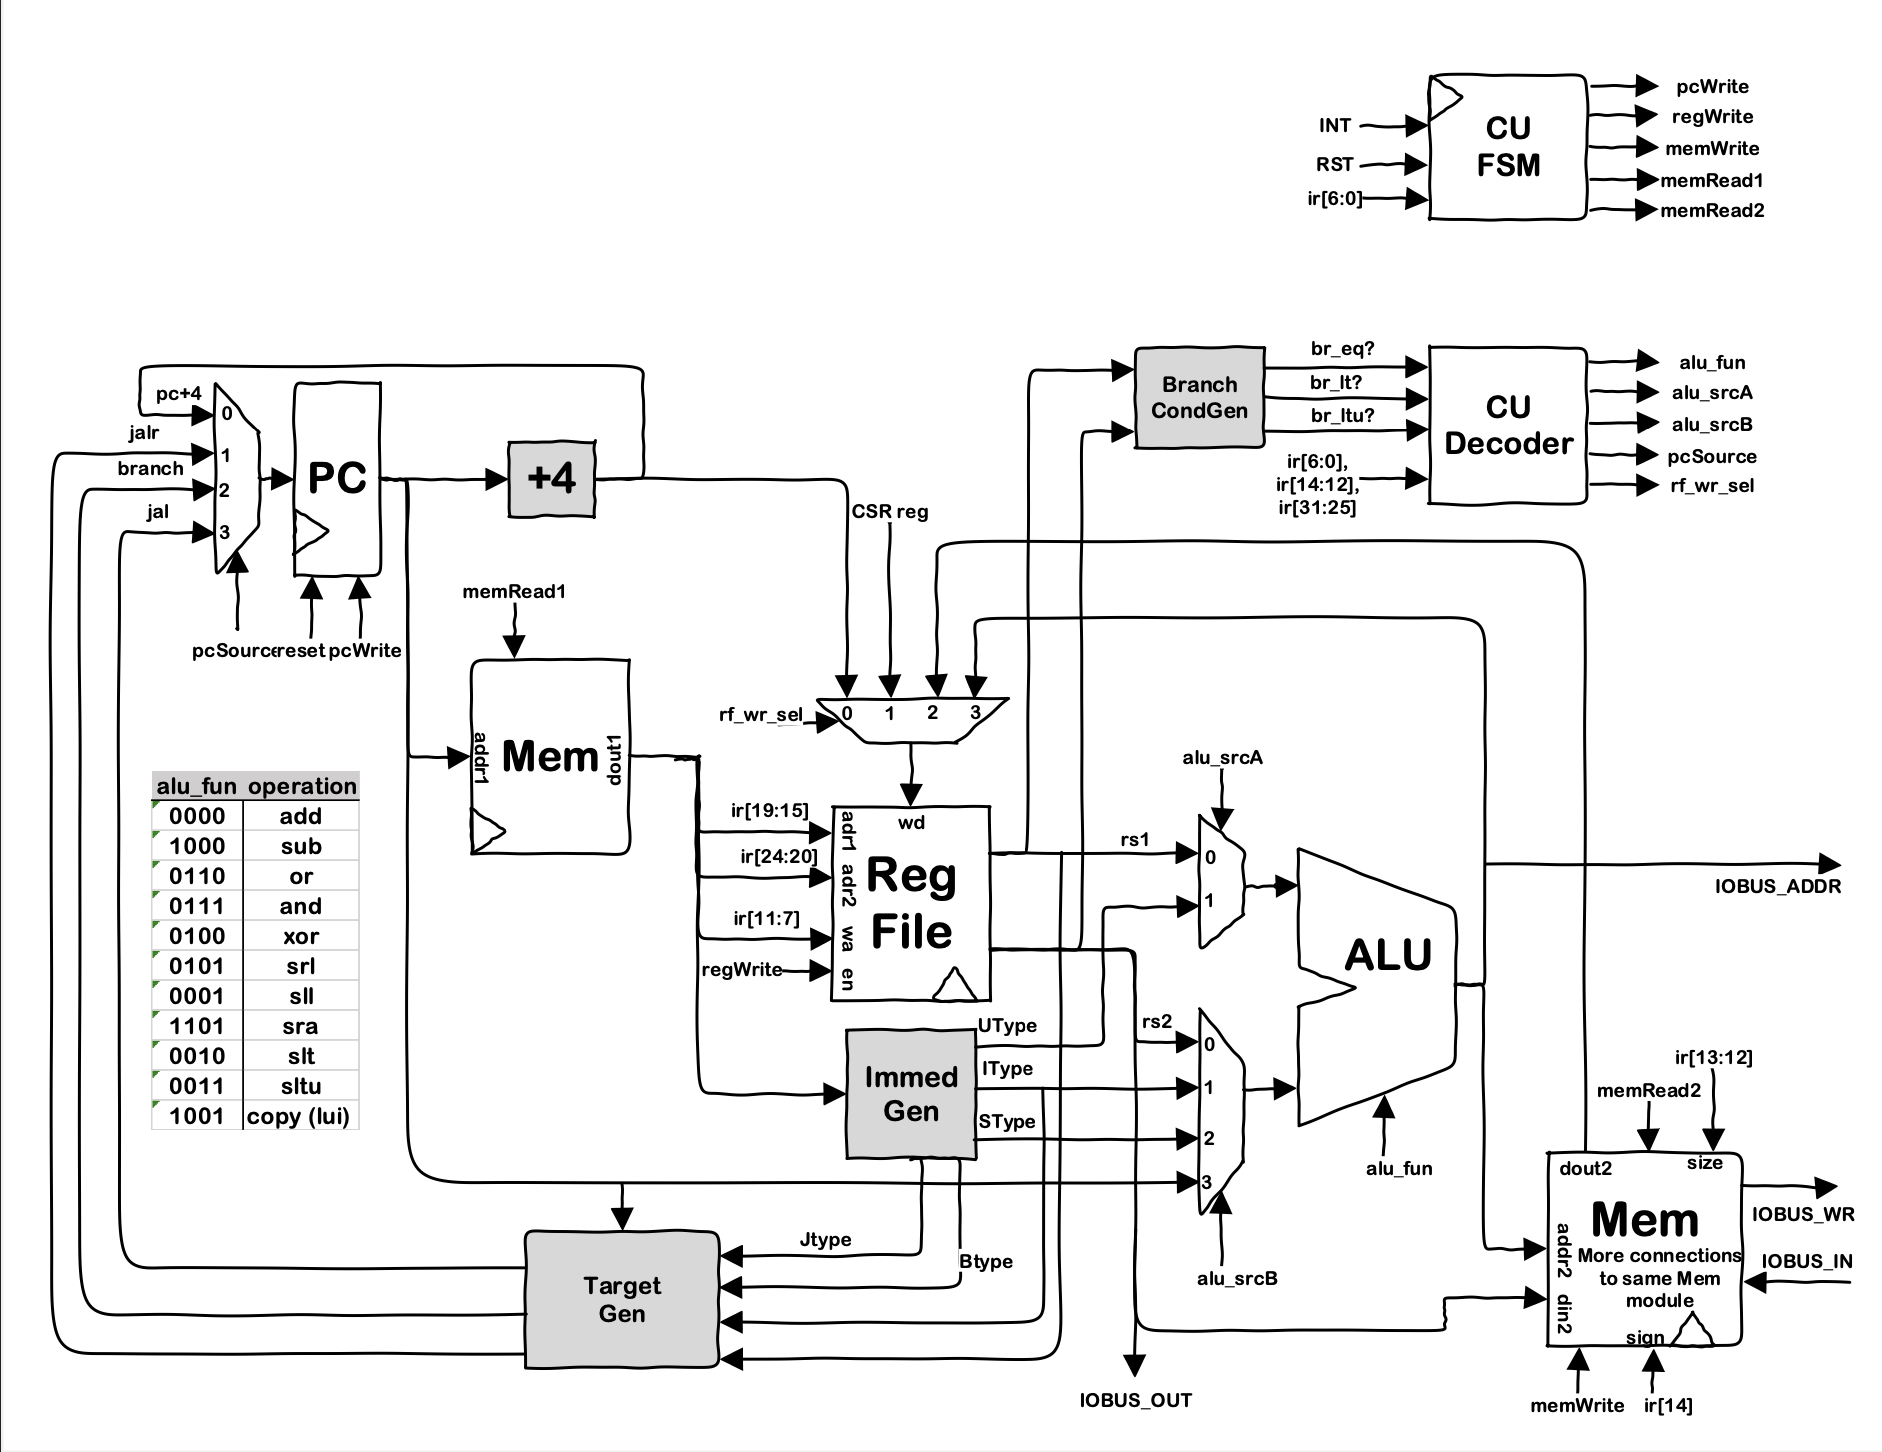 INT
RST
ir[6:0]
CU
FSM
pcWrite
regWrite
memWrite
memRead1
memRead2
Branch
CondGen
br_eq?
br_lt?
br_ltu?
ir[6:0],
ir[14:12],
ir[31:25]
CU
Decoder
alu_fun
alu_srcA
alu_srcB
pcSource
rf_wr_sel
pc+4
jalr
branch
jal
0
1
2
3
PC
+4
pcSource
reset
pcWrite
CSR reg
memRead1
addr1
Mem
dout1
rf_wr_sel
0 1 2 3
alu_fun operation
0000 add
1000 sub
0110 or
0111 and
0100 xor
0101 srl
0001 sll
1101 sra
0010 slt
0011 sltu
1001 copy (lui)
ir[19:15]
ir[24:20]
ir[11:7]
regWrite
adr1
adr2
wa
en
wd
Reg
File
rs1
alu_srcA
0
1
ALU
alu_fun
IOBUS_ADDR
Immed
Gen
UType
IType
SType
rs2
0
1
2
3
alu_srcB
Jtype
Btype
Target
Gen
IOBUS_OUT
ir[13:12]
memRead2
dout2
size
addr2
din2
Mem
More connections
to same Mem
module
sign
IOBUS_WR
IOBUS_IN
memWrite
ir[14]